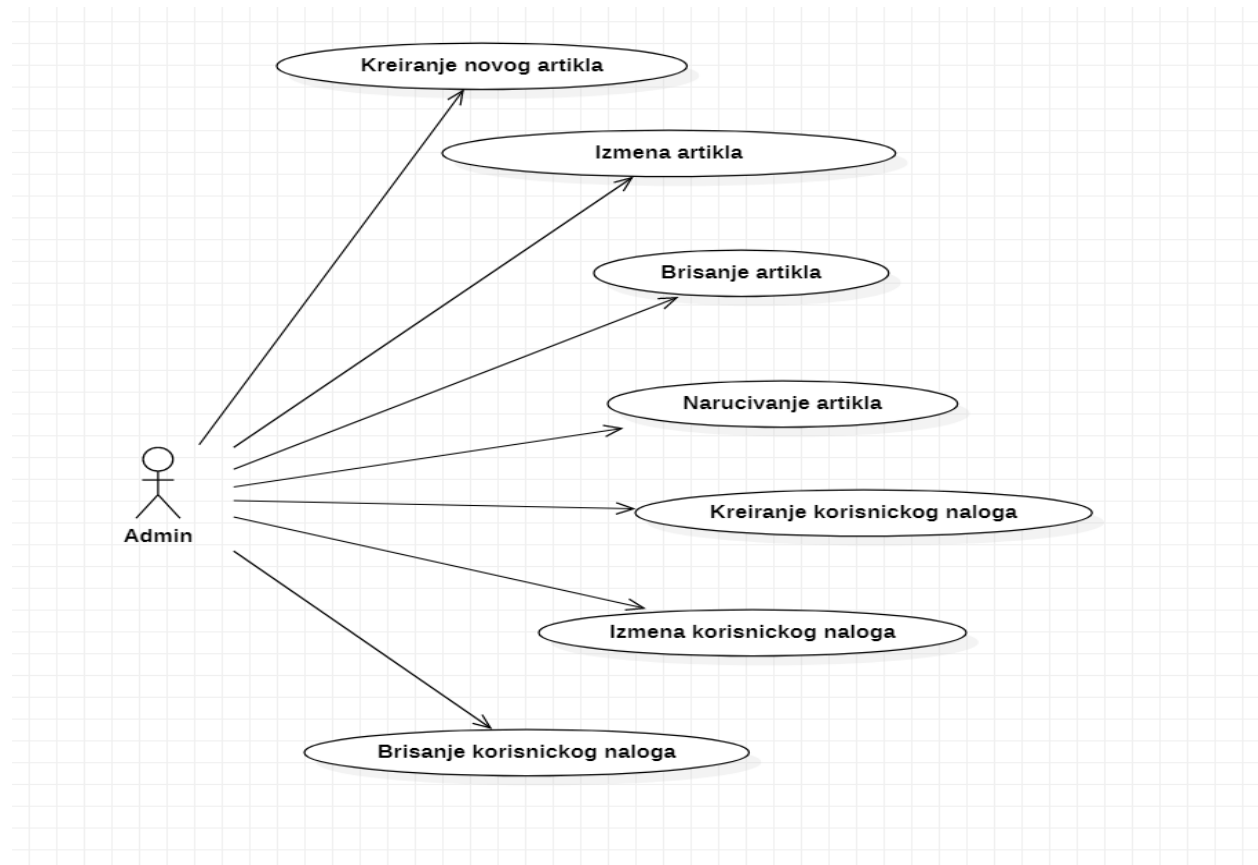 Kreiranje novog artikla
Izmena artikla
Brisanje artikla
Narucivanje artikla
Kreiranje korisnickog naloga
Admin
Izmena korisnickog naloga
Brisanje korisnickog naloga